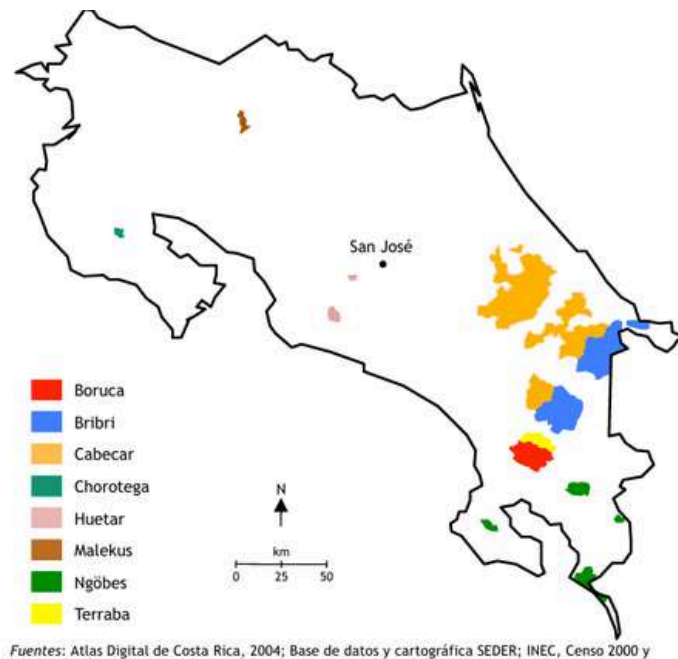 San José
Boruca
Bribri
Cabecar
Chorotega
Huetar
Malekus
Ngöbes
Terraba
N
km
0 25 50
Fuentes: Atlas Digital de Costa Rica, 2004; Base de datos y cartográfica SEDER; INEC, Censo 2000 y